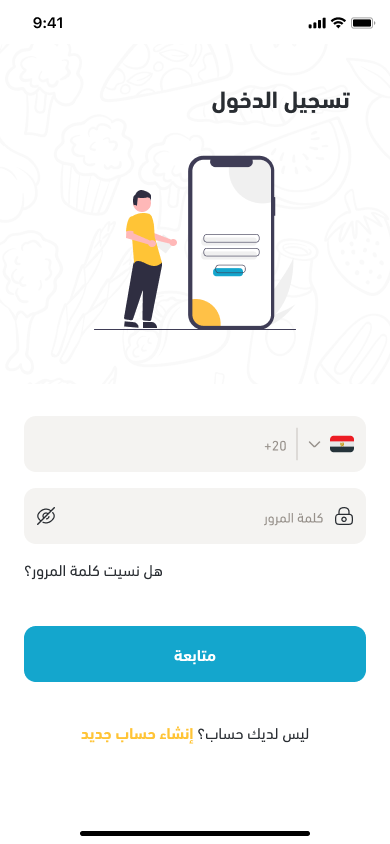 9:41
تسجيل الدخول
+20
كلمة المرور
هل نسيت كلمة المرور؟
متابعة
ليس لديك حساب؟ إنشاء حساب جديد